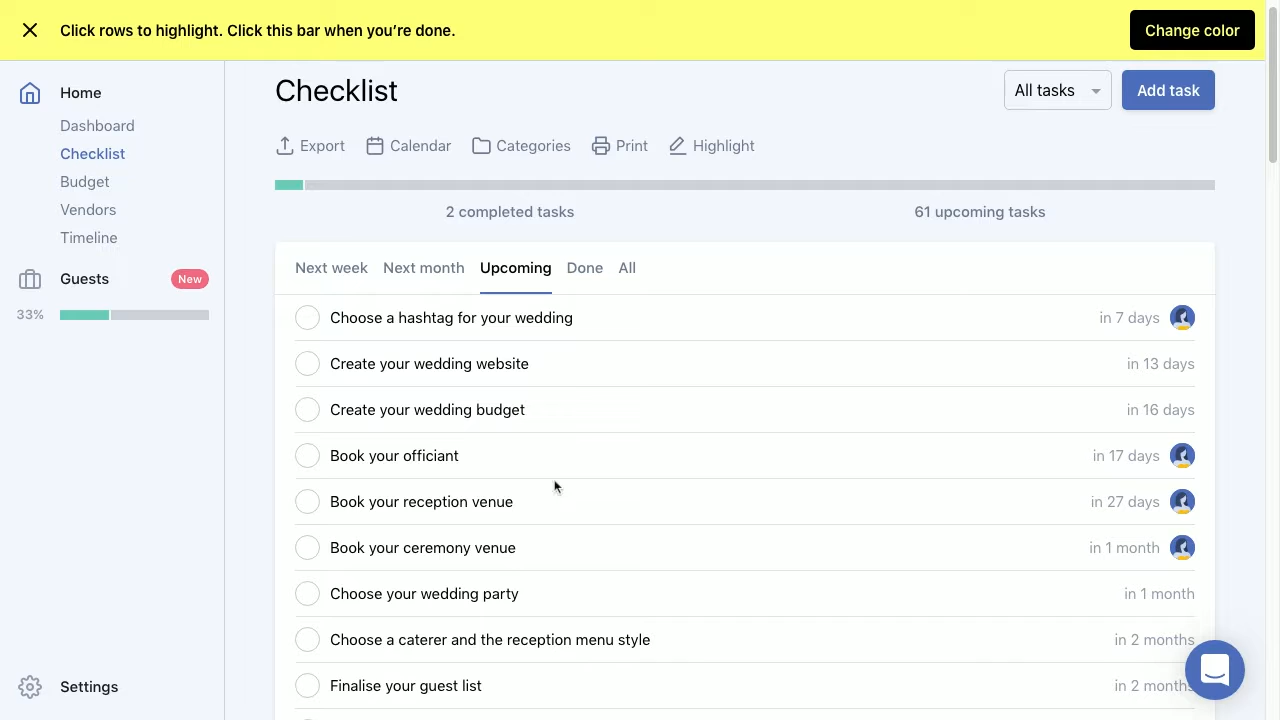 Click rows to highlight. Click this bar when you’re done.
Change color
Home
Dashboard
Checklist
Budget
Vendors
Timeline
Guests New
33%
Settings
Checklist
All tasks
Add task
Export Calendar Categories Print Highlight
2 completed tasks 61 upcoming tasks
Next week Next month Upcoming Done All
Choose a hashtag for your wedding in 7 days
Create your wedding website in 13 days
Create your wedding budget in 16 days
Book your officiant in 17 days
Book your reception venue in 27 days
Book your ceremony venue in 1 month
Choose your wedding party in 1 month
Choose a caterer and the reception menu style in 2 months
Finalise your guest list in 2 months